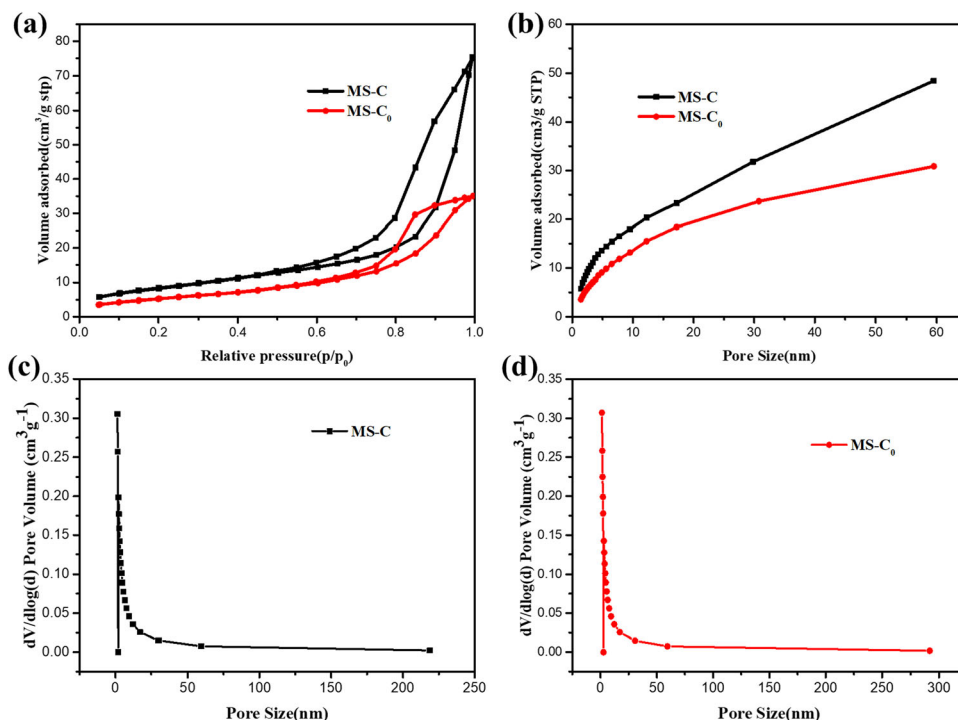 (a)
85
80
70
60
50
40
30
20
10
0
Volume adsorbed(cm³/g stp)
MS-C
MS-C₀
0.0 0.2 0.4 0.6 0.8 1.0
Relative pressure(p/p₀)
(b)
60
50
40
30
20
10
0
Volume adsorbed(cm3/g STP)
MS-C
MS-C₀
0 10 20 30 40 50 60
Pore Size(nm)
(c)
0.35
0.30
0.25
0.20
0.15
0.10
0.05
0.00
dV/dlog(d) Pore Volume (cm³g-1)
MS-C
0 50 100 150 200 250
Pore Size(nm)
(d)
0.35
0.30
0.25
0.20
0.15
0.10
0.05
0.00
dV/dlog(d) Pore Volume (cm³g-1)
MS-C₀
0 50 100 150 200 250 300
Pore Size(nm)